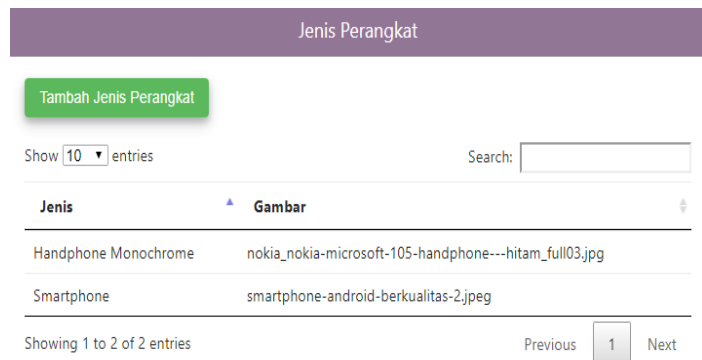 Jenis Perangkat
Tambah Jenis Perangkat
Show 10 entries Search:
Jenis Gambar
Handphone Monochrome nokia_nokia-microsoft-105-handphone---hitam_full03.jpg
Smartphone smartphone-android-berkualitas-2.jpeg
Showing 1 to 2 of 2 entries Previous 1 Next